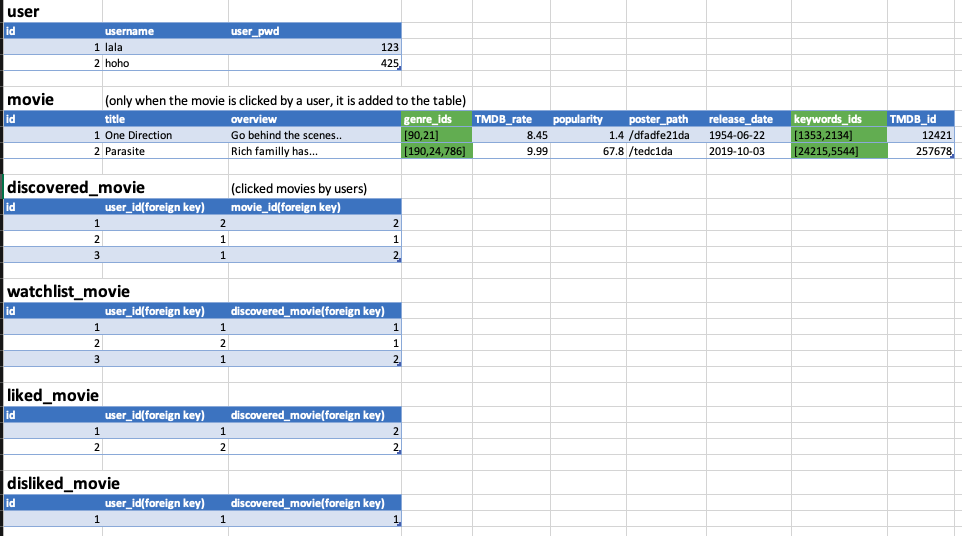 user
id username user_pwd
1 lala 123
2 hoho 425
movie (only when the movie is clicked by a user, it is added to the table)
id title overview genre_ids TMDB_rate popularity poster_path release_date keywords_ids TMDB_id
1 One Direction Go behind the scenes.. [90,21] 8.45 1.4 /dfadfe21da 1954-06-22 [1353,2134] 12421
2 Parasite Rich familly has... [190,24,786] 9.99 67.8 /tedc1da 2019-10-03 [24215,5544] 257678
discovered_movie (clicked movies by users)
id user_id(foreign key) movie_id(foreign key)
1 2 2
2 1 1
3 1 2
watchlist_movie
id user_id(foreign key) discovered_movie(foreign key)
1 1 1
2 2 1
3 1 2
liked_movie
id user_id(foreign key) discovered_movie(foreign key)
1 1 2
2 2 2
disliked_movie
id user_id(foreign key) discovered_movie(foreign key)
1 1 1